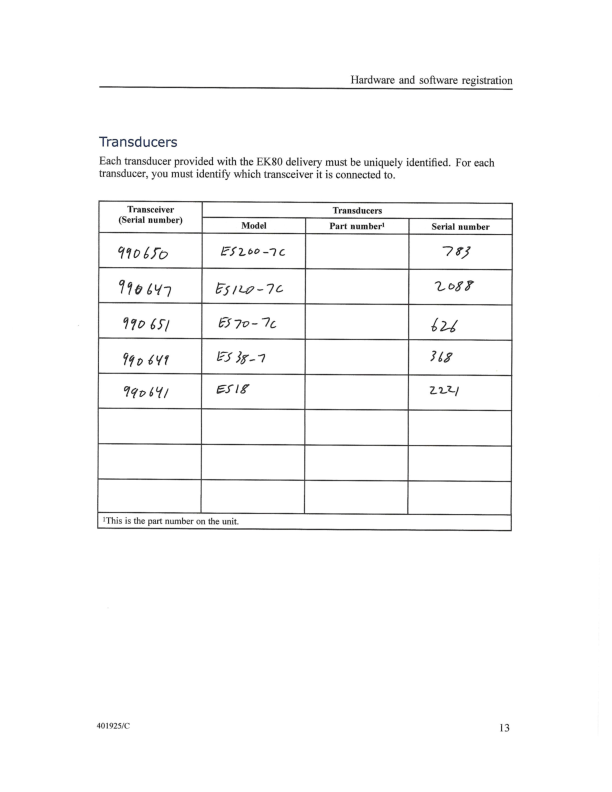 Hardware and software registration
Transducers
Each transducer provided with the EK80 delivery must be uniquely identified. For each
transducer, you must identify which transceiver it is connected to.
Transceiver
(Serial number)
Transducers
Model
Part number¹
Serial number
990650 ES200-7C 783
990647 ES120-7C 2088
990651 ES70-7C 626
990649 ES38-7 368
990641 ES18 2221
¹This is the part number on the unit.
401925/C
13